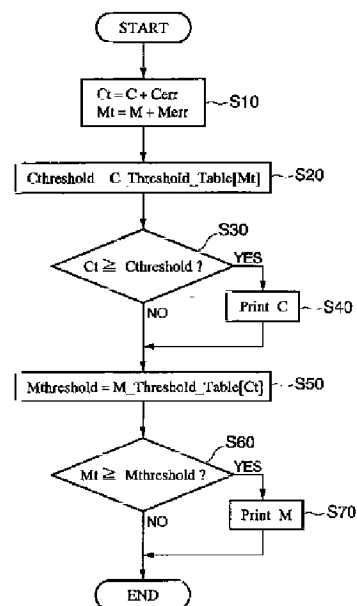 START
Ct = C + Cerr
Mt = M + Merr
S10
Cthreshold C_Threshold_Table[Mt]
S20
S30
Ct ≧ Cthreshold ?
YES
NO
Print C
S40
Mthreshold = M_Threshold_Table[Ct]
S50
S60
Mt ≧ Mthreshold ?
YES
NO
Print M
S70
END